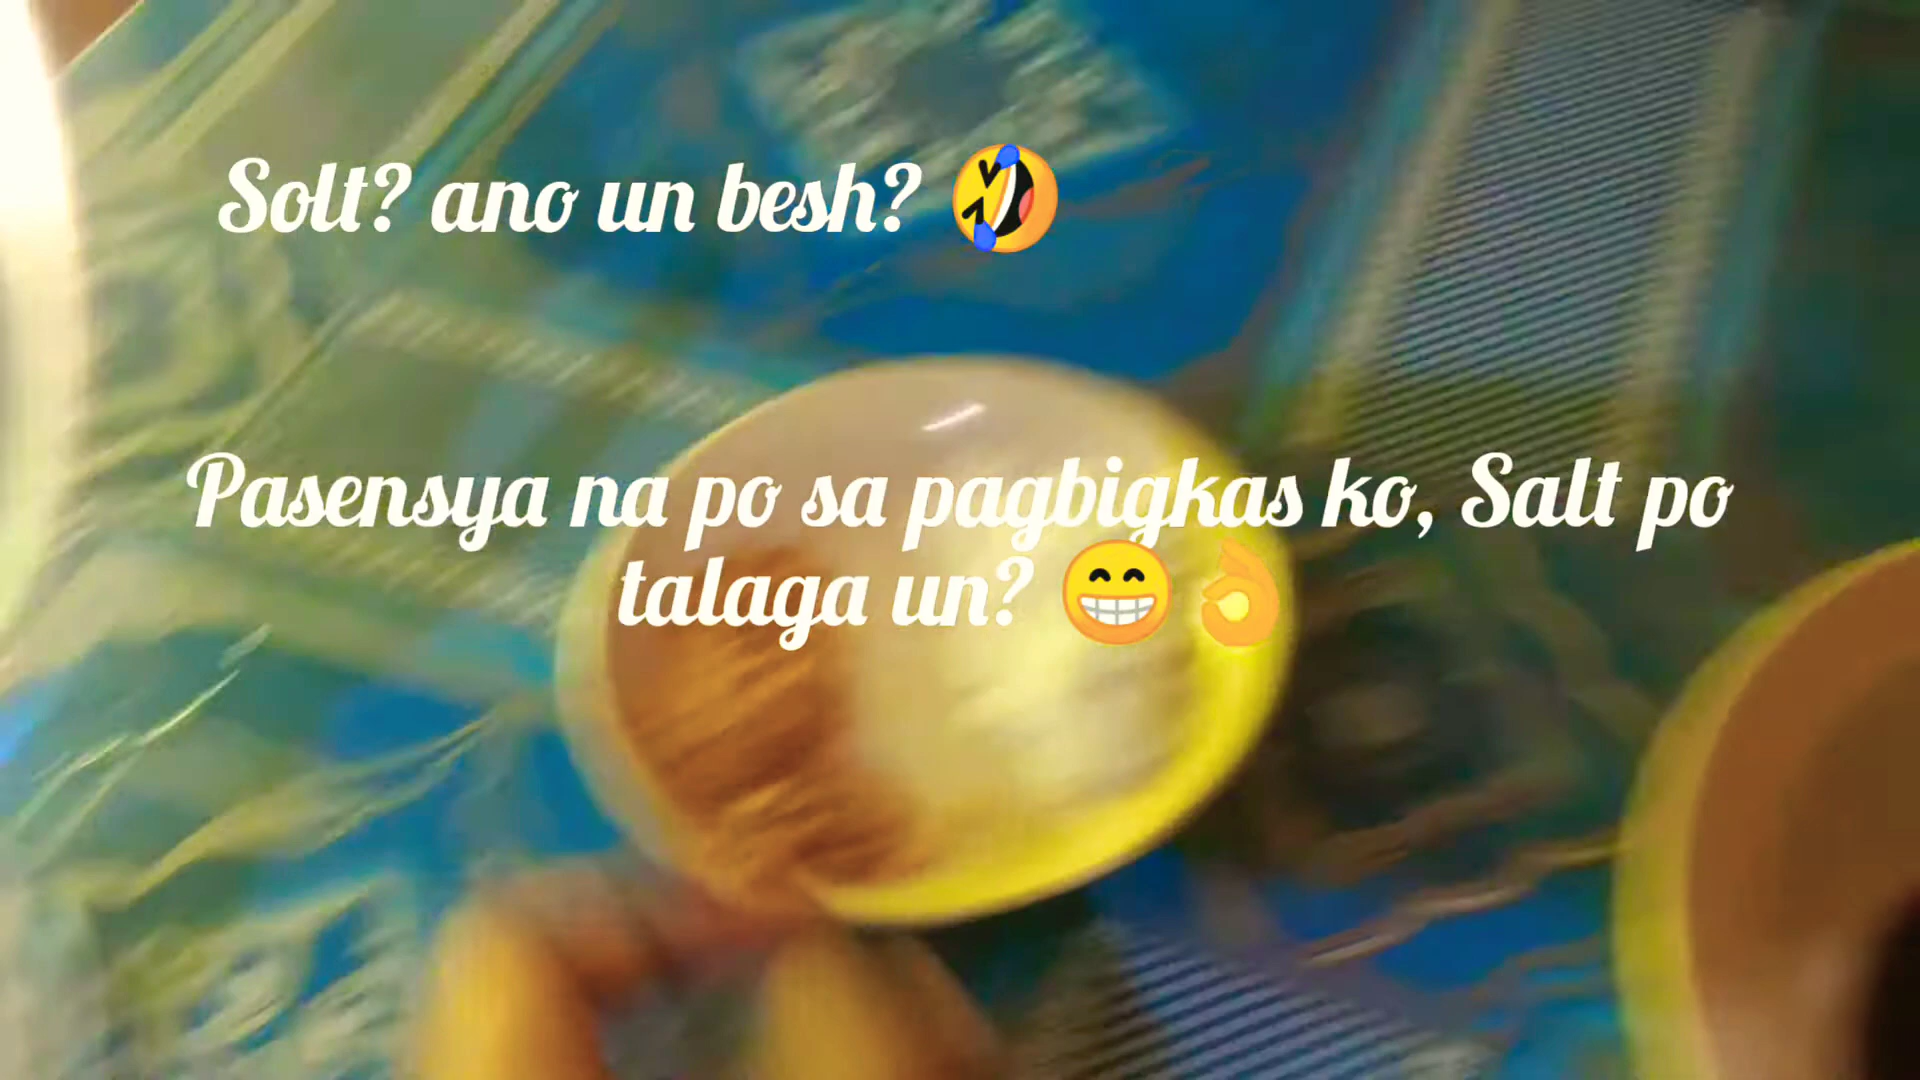 Solt? ano un besh? 🤣
Pasensya na po sa pagbigkas ko, Salt po
talaga un? 😁👌